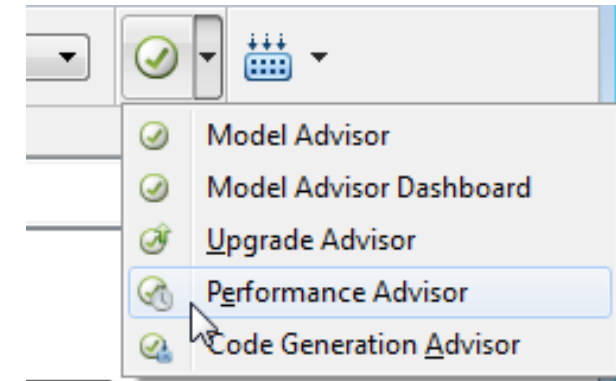 Model Advisor
Model Advisor Dashboard
Upgrade Advisor
Performance Advisor
Code Generation Advisor